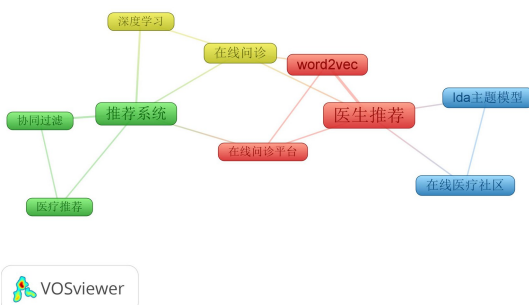 深度学习
在线问诊
word2vec
lda主题模型
推荐系统
医生推荐
协同过滤
在线问诊平台
在线医疗社区
医疗推荐
VOSviewer